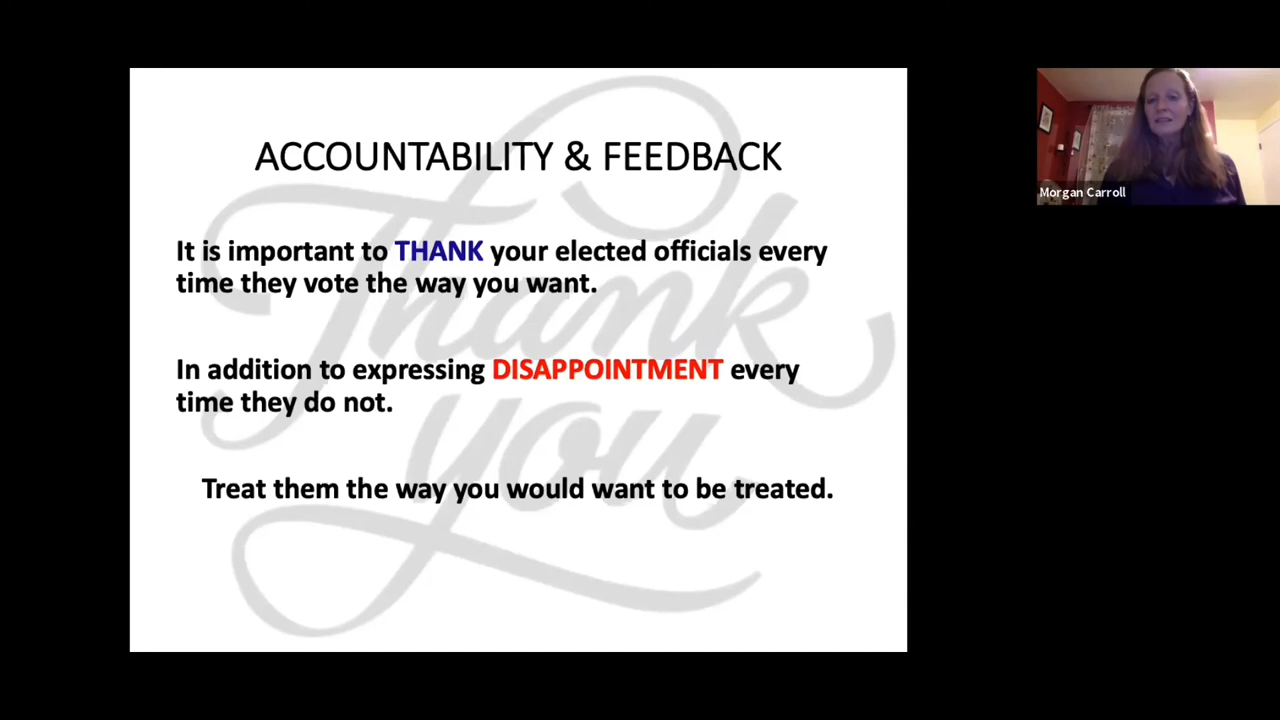 ACCOUNTABILITY & FEEDBACK
Thank
you
It is important to THANK your elected officials every
time they vote the way you want.
In addition to expressing DISAPPOINTMENT every
time they do not.
Treat them the way you would want to be treated.
Morgan Carroll